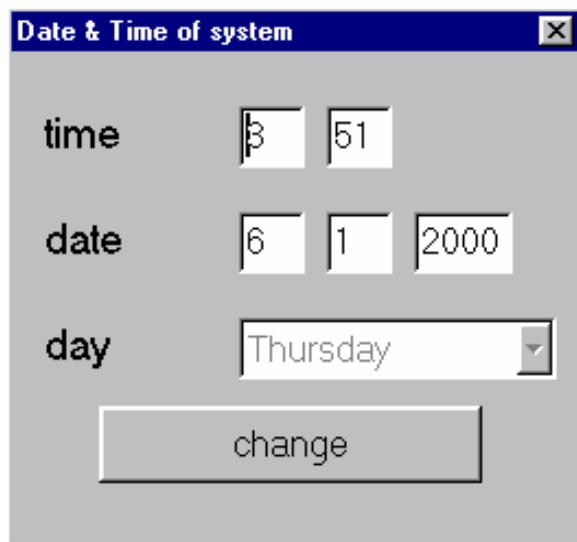 Date & Time of system
time 3 51
date 6 1 2000
day Thursday
change